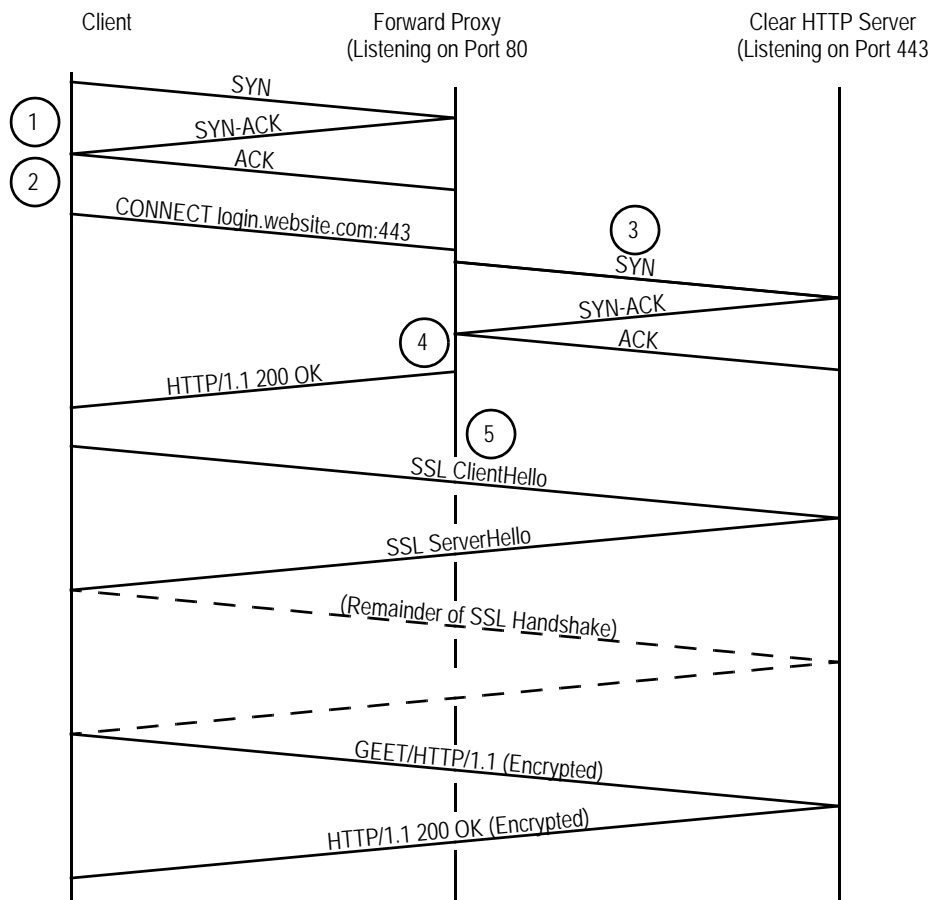 Client
Forward Proxy
(Listening on Port 80
Clear HTTP Server
(Listening on Port 443
SYN
1
SYN-ACK
ACK
2
CONNECT login.website.com:443
3
SYN
SYN-ACK
ACK
4
HTTP/1.1 200 OK
5
SSL ClientHello
SSL ServerHello
(Remainder of SSL Handshake)
GEET/HTTP/1.1 (Encrypted)
HTTP/1.1 200 OK (Encrypted)